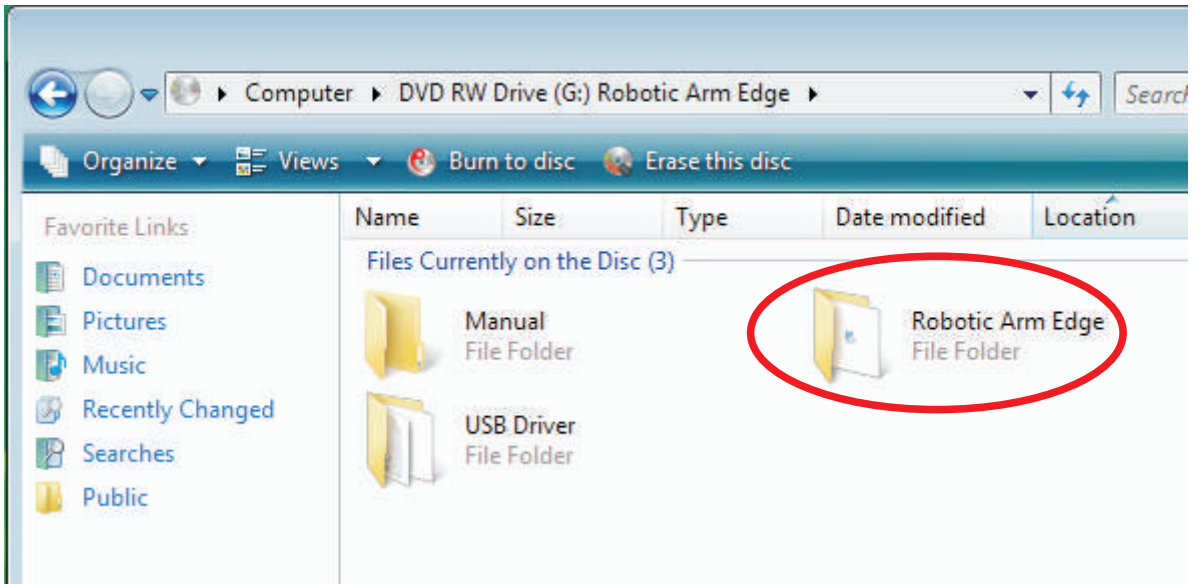 Computer DVD RW Drive (G:) Robotic Arm Edge
Organize Views Burn to disc Erase this disc
Favorite Links
Documents
Pictures
Music
Recently Changed
Searches
Public
Name Size Type Date modified Location
Files Currently on the Disc (3)
Manual
File Folder
Robotic Arm Edge
File Folder
USB Driver
File Folder